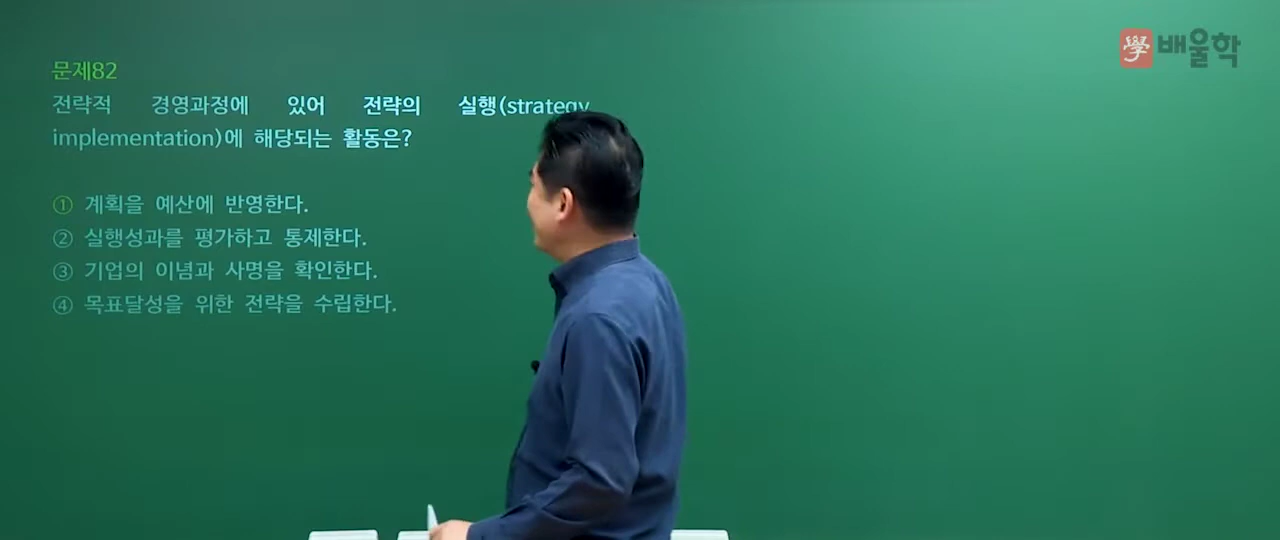 學 배울학
문제82
전략적 경영과정에 있어 전략의 실행(strategy
implementation)에 해당되는 활동은?
① 계획을 예산에 반영한다.
② 실행성과를 평가하고 통제한다.
③ 기업의 이념과 사명을 확인한다.
④ 목표달성을 위한 전략을 수립한다.